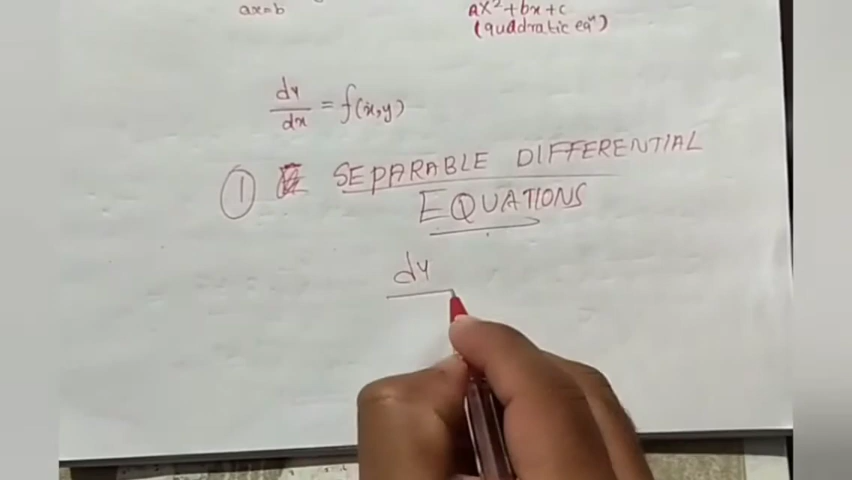 ax=b
ax²+bx+c
(quadratic eqⁿ)
dy/dx = f(x,y)
① SEPARABLE DIFFERENTIAL
EQUATIONS
dy